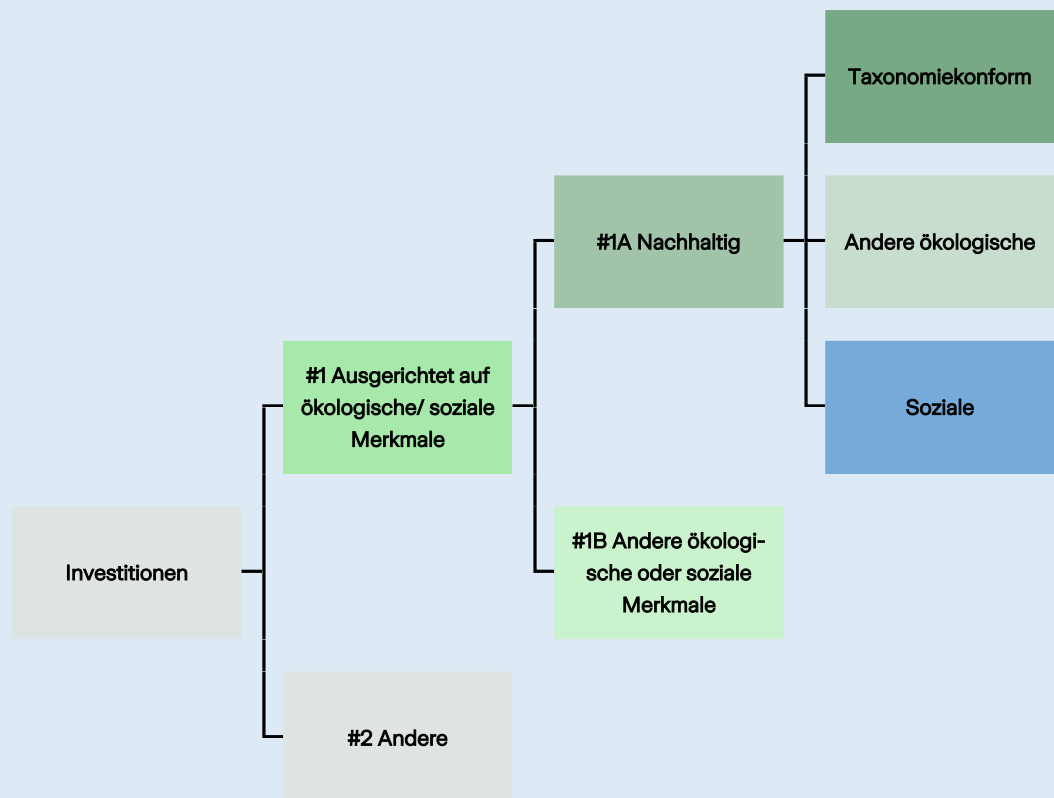 Taxonomiekonform
#1A Nachhaltig
Andere ökologische
#1 Ausgerichtet auf
ökologische/ soziale
Merkmale
Soziale
Investitionen
#1B Andere ökologi-
sche oder soziale
Merkmale
#2 Andere